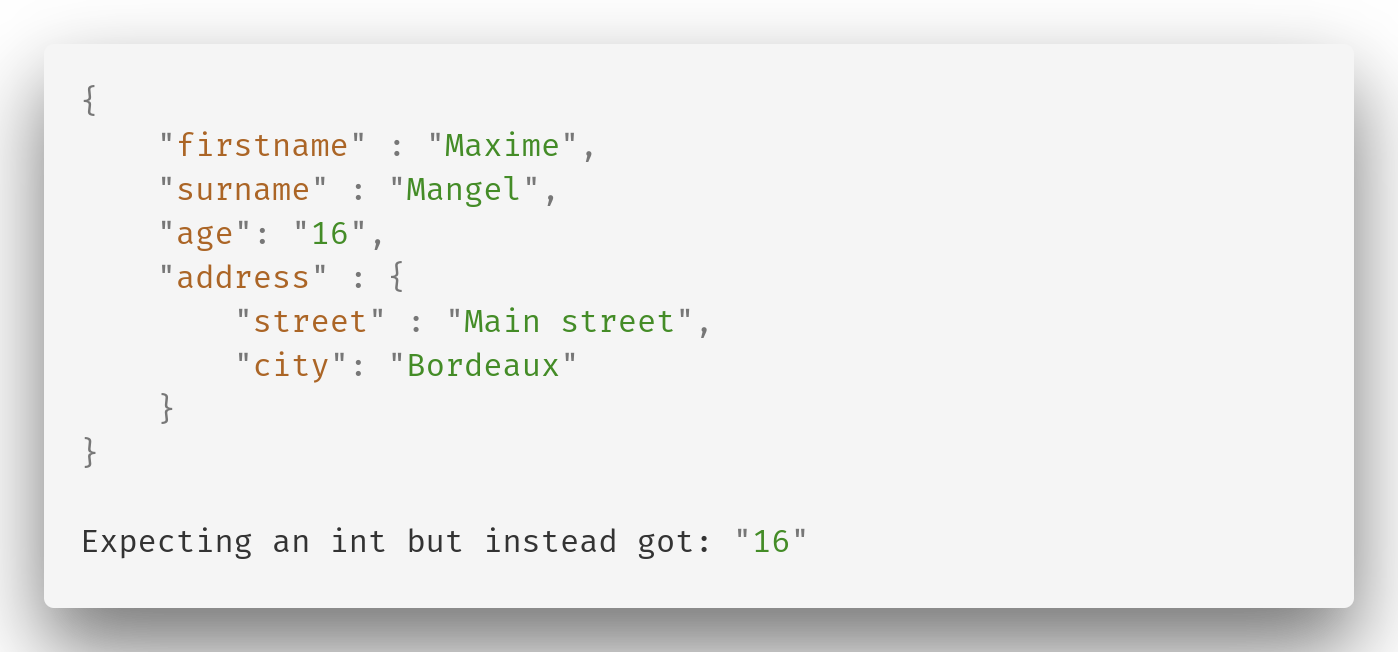 {
    "firstname" : "Maxime",
    "surname" : "Mangel",
    "age": "16",
    "address" : {
        "street" : "Main street",
        "city": "Bordeaux"
    }
}

Expecting an int but instead got: "16"